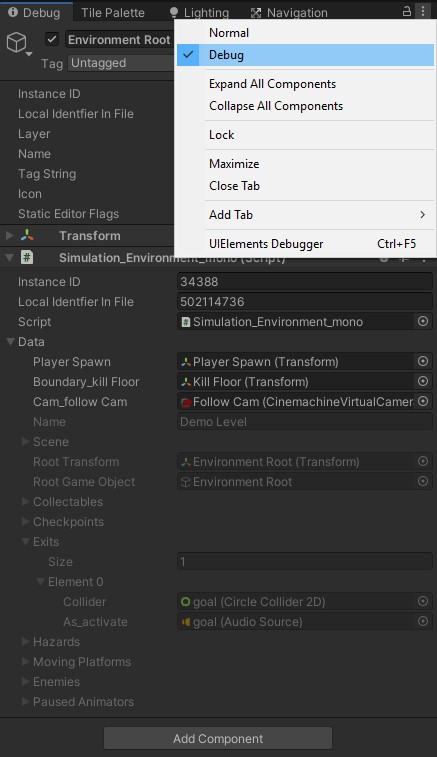 Debug Tile Palette Lighting Navigation
Normal
Debug
Expand All Components
Collapse All Components
Lock
Maximize
Close Tab
Add Tab
UIElements Debugger Ctrl+F5
Environment Root
Tag Untagged
Instance ID
Local Identfier In File
Layer
Name
Tag String
Icon
Static Editor Flags
Transform
Simulation_Environment_mono (Script)
Instance ID 34388
Local Identfier In File 502114736
Script Simulation_Environment_mono
Data
Player Spawn Player Spawn (Transform)
Boundary_kill Floor Kill Floor (Transform)
Cam_follow Cam Follow Cam (CinemachineVirtualCamer
Name Demo Level
Scene
Root Transform Environment Root (Transform)
Root Game Object Environment Root
Collectables
Checkpoints
Exits
Size 1
Element 0
Collider goal (Circle Collider 2D)
As_activate goal (Audio Source)
Hazards
Moving Platforms
Enemies
Paused Animators
Add Component